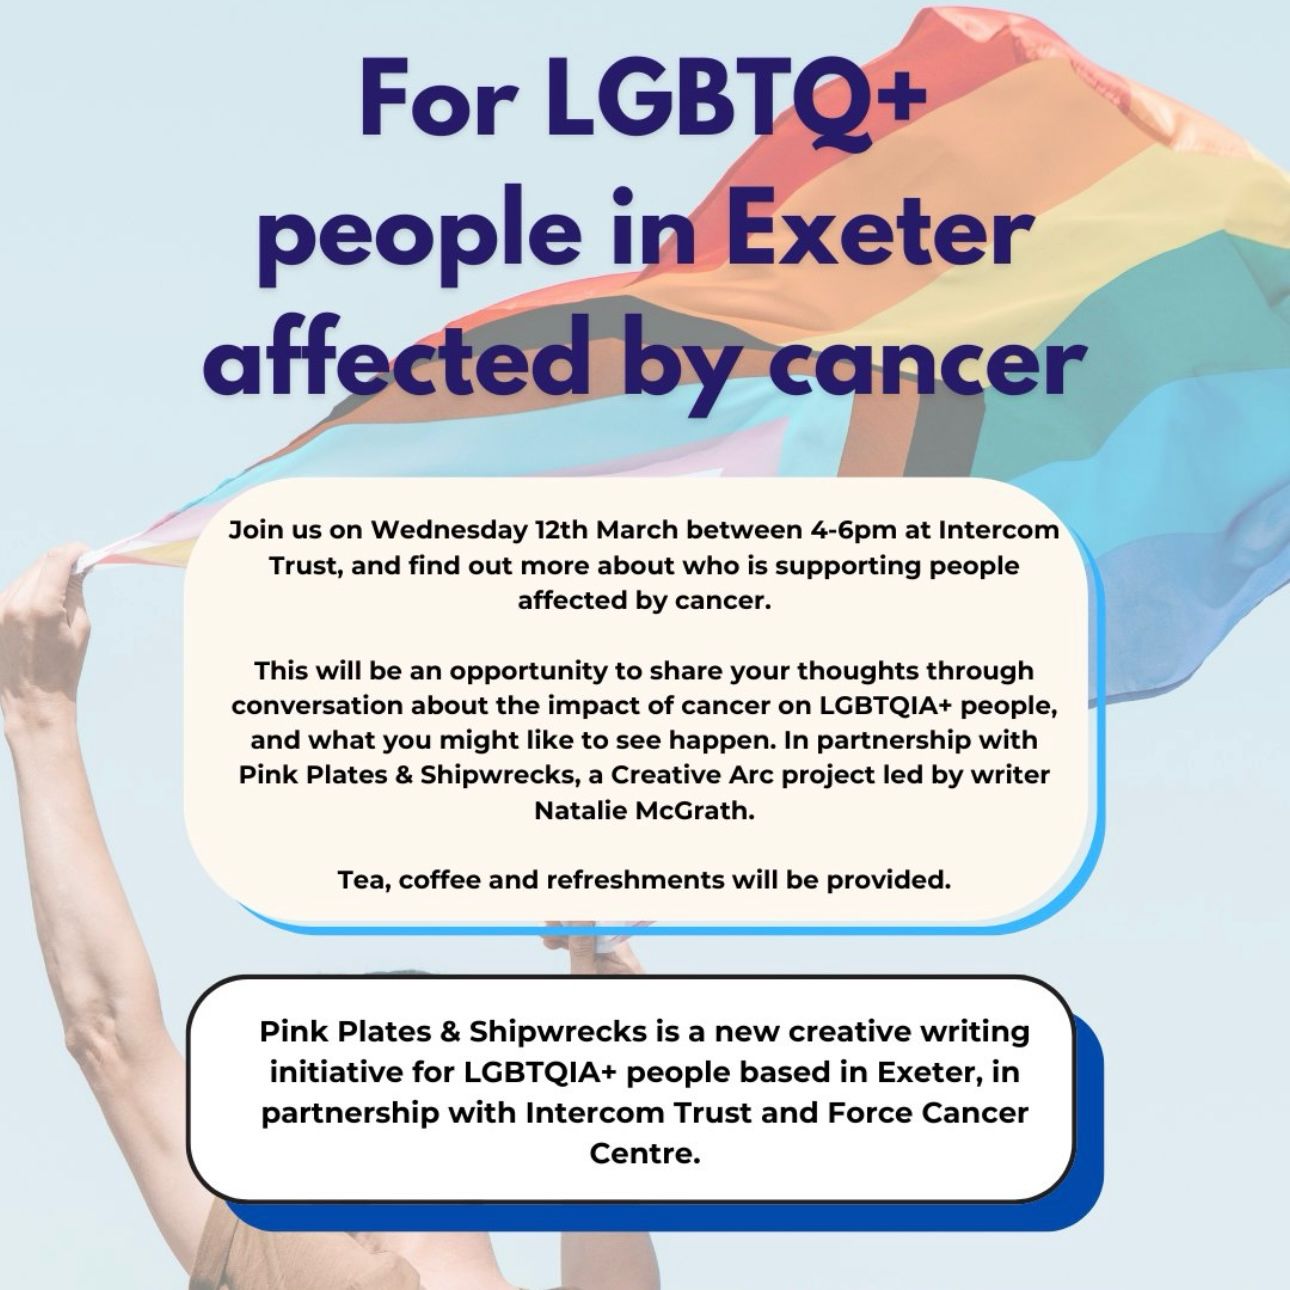 For LGBTQ+
people in Exeter
affected by cancer
Join us on Wednesday 12th March between 4-6pm at Intercom
Trust, and find out more about who is supporting people
affected by cancer.
This will be an opportunity to share your thoughts through
conversation about the impact of cancer on LGBTQIA+ people,
and what you might like to see happen. In partnership with
Pink Plates & Shipwrecks, a Creative Arc project led by writer
Natalie McGrath.
Tea, coffee and refreshments will be provided.
Pink Plates & Shipwrecks is a new creative writing
initiative for LGBTQIA+ people based in Exeter, in
partnership with Intercom Trust and Force Cancer
Centre.